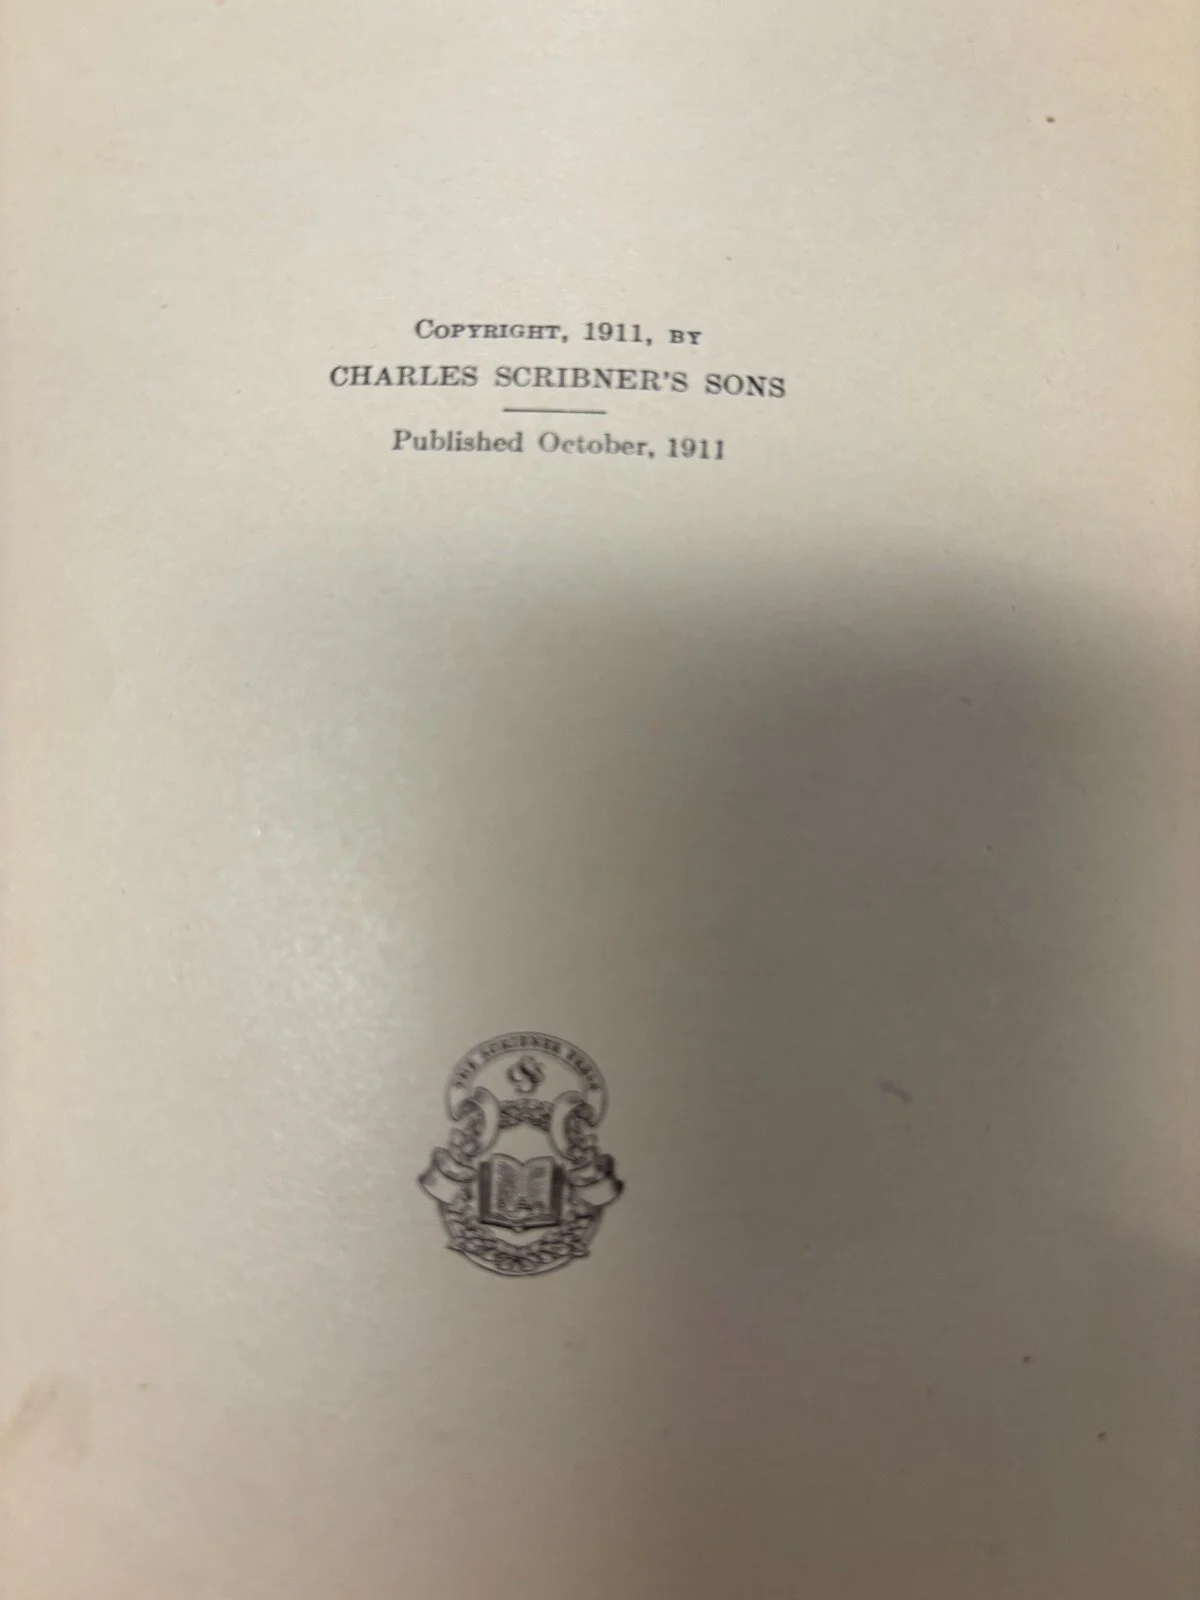 COPYRIGHT, 1911, BY
CHARLES SCRIBNER'S SONS
Published October, 1911
THE SCRIBNER PRESS